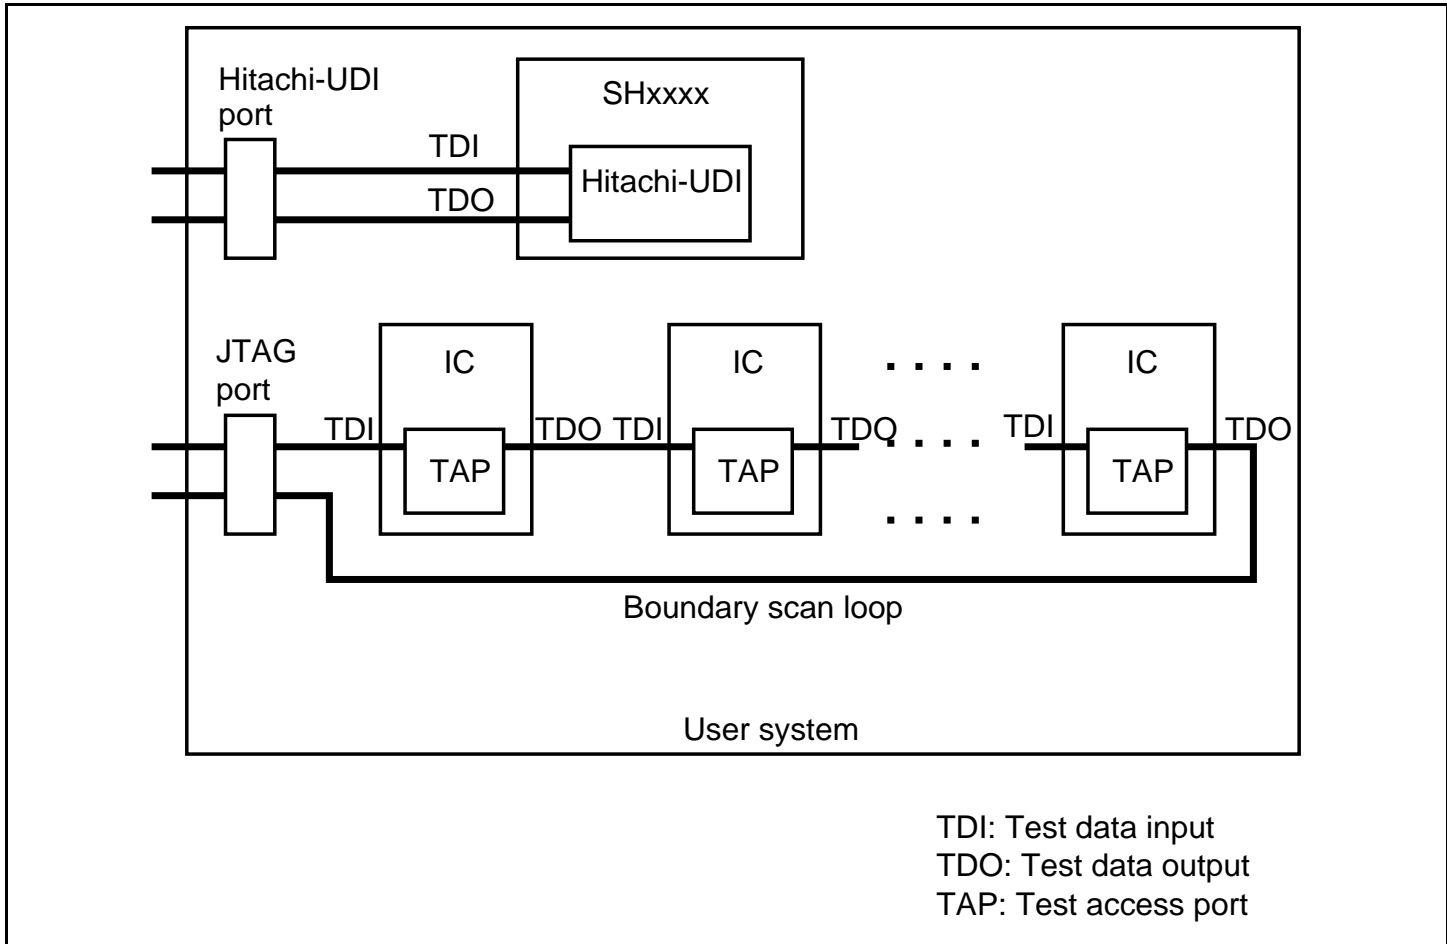 Hitachi-UDI
port
SHxxxx
TDI
Hitachi-UDI
TDO
JTAG
port
IC
IC
. . . .
IC
TDI
TDO
TDI
TDO
. . . .
TDI
TDO
TAP
TAP
TAP
. . . .
Boundary scan loop
User system
TDI: Test data input
TDO: Test data output
TAP: Test access port